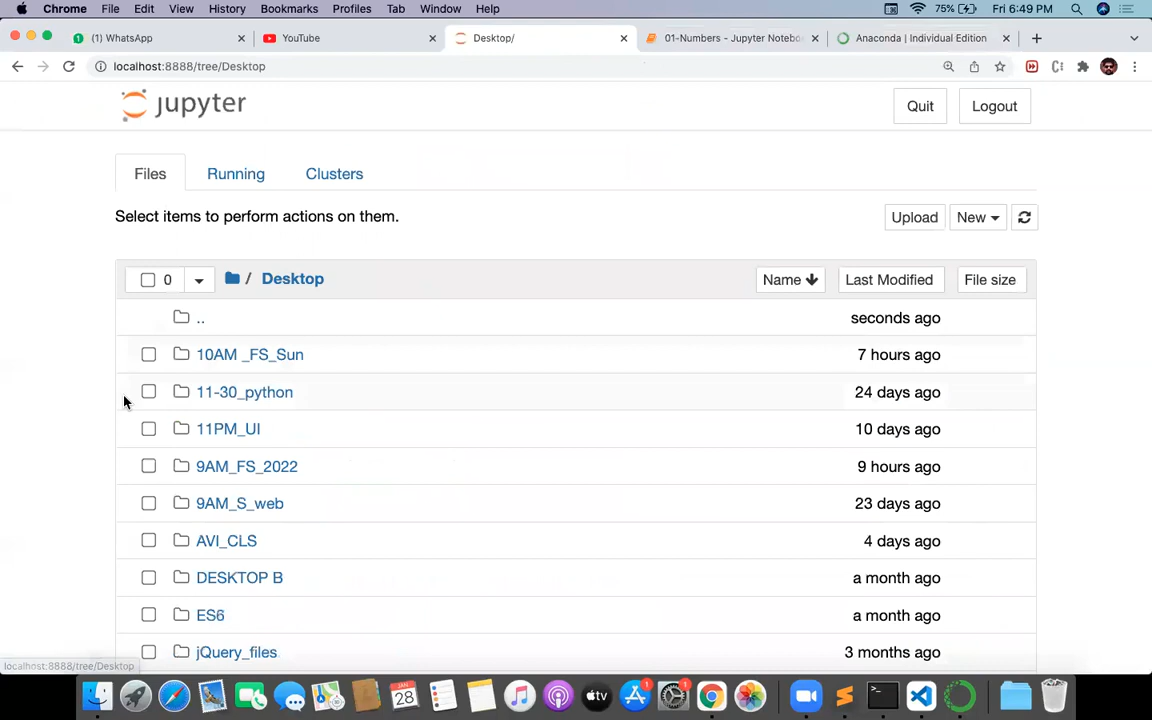 Chrome File Edit View History Bookmarks Profiles Tab Window Help 75% Fri 6:49 PM
(1) WhatsApp YouTube Desktop/ 01-Numbers - Jupyter Notebo Anaconda | Individual Edition
localhost:8888/tree/Desktop
jupyter Quit Logout
Files Running Clusters
Select items to perform actions on them. Upload New
0 / Desktop Name Last Modified File size
.. seconds ago
10AM _FS_Sun 7 hours ago
11-30_python 24 days ago
11PM_UI 10 days ago
9AM_FS_2022 9 hours ago
9AM_S_web 23 days ago
AVI_CLS 4 days ago
DESKTOP B a month ago
ES6 a month ago
jQuery_files 3 months ago
localhost:8888/tree/Desktop
28 tv 1 1